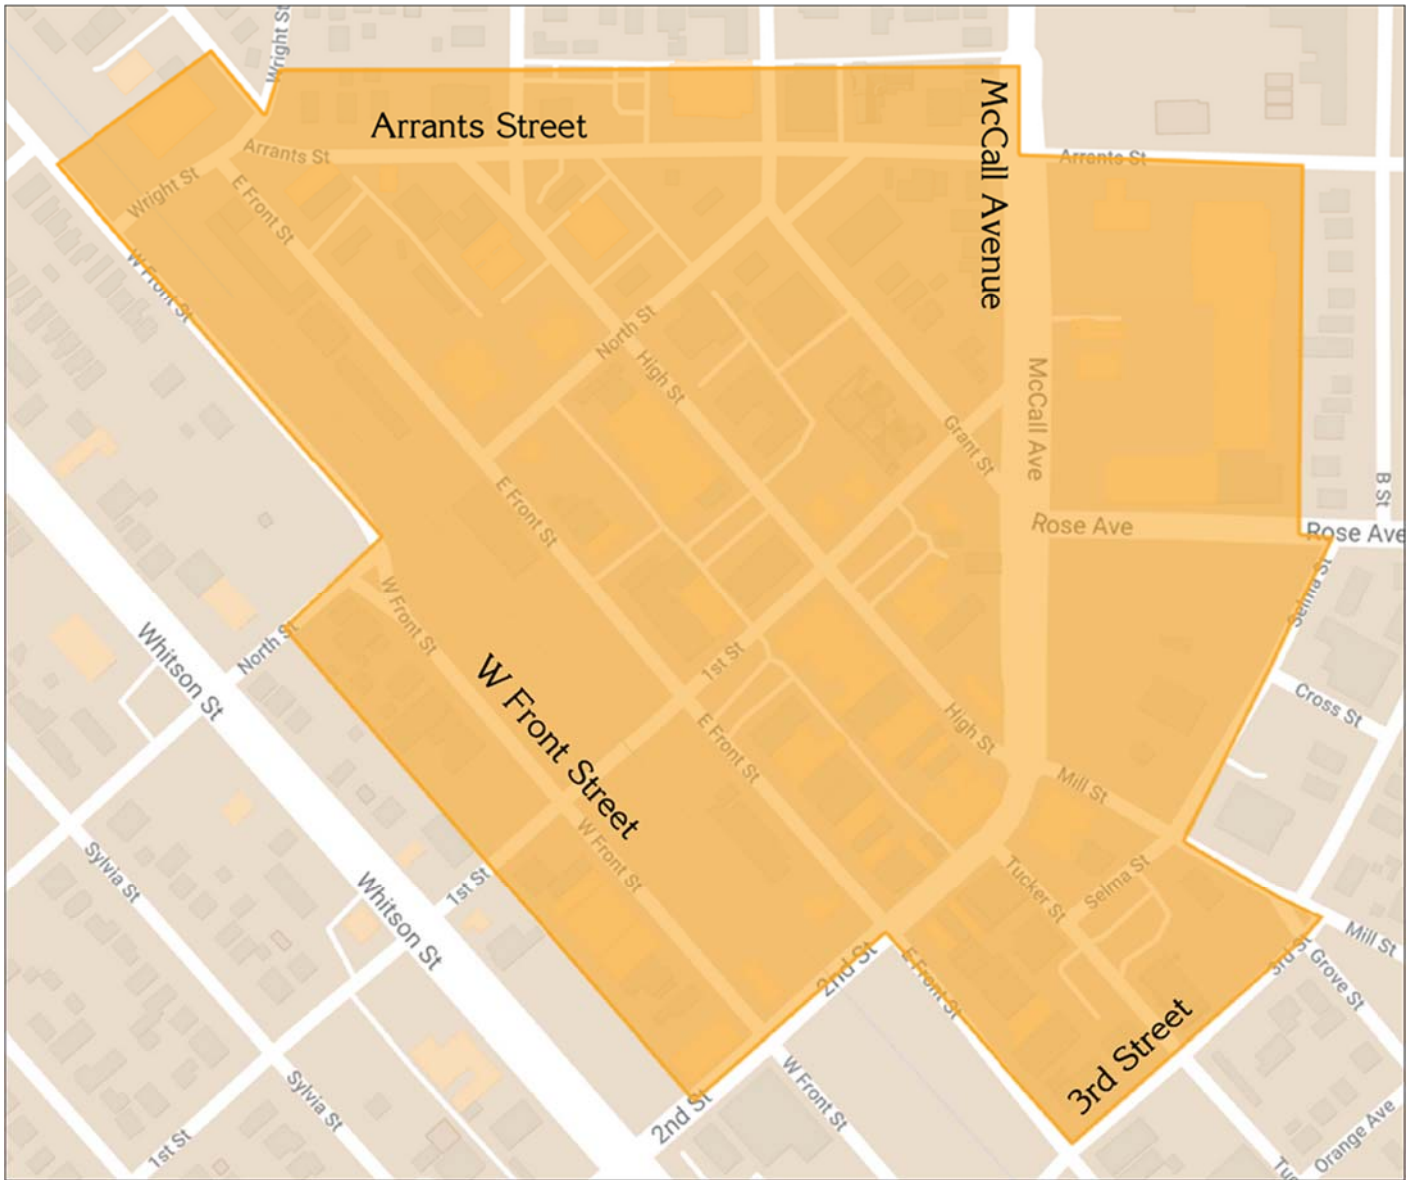 Wright St
Arrants Street
McCall Avenue
Arrants St
Arrants St
Wright St
E Front St
W Front St
North St
High St
McCall Ave
Grant St
B St
E Front St
Rose Ave
Rose Ave
Selma St
W Front St
North St
Whitson St
1st St
W Front Street
Cross St
E Front St
High St
Mill St
W Front St
Sylvia St
1st St
Whitson St
Tucker St
Selma St
Mill St
2nd St
E Front St
3rd St
Grove St
3rd Street
W Front St
2nd St
Sylvia St
1st St
Orange Ave
Tu